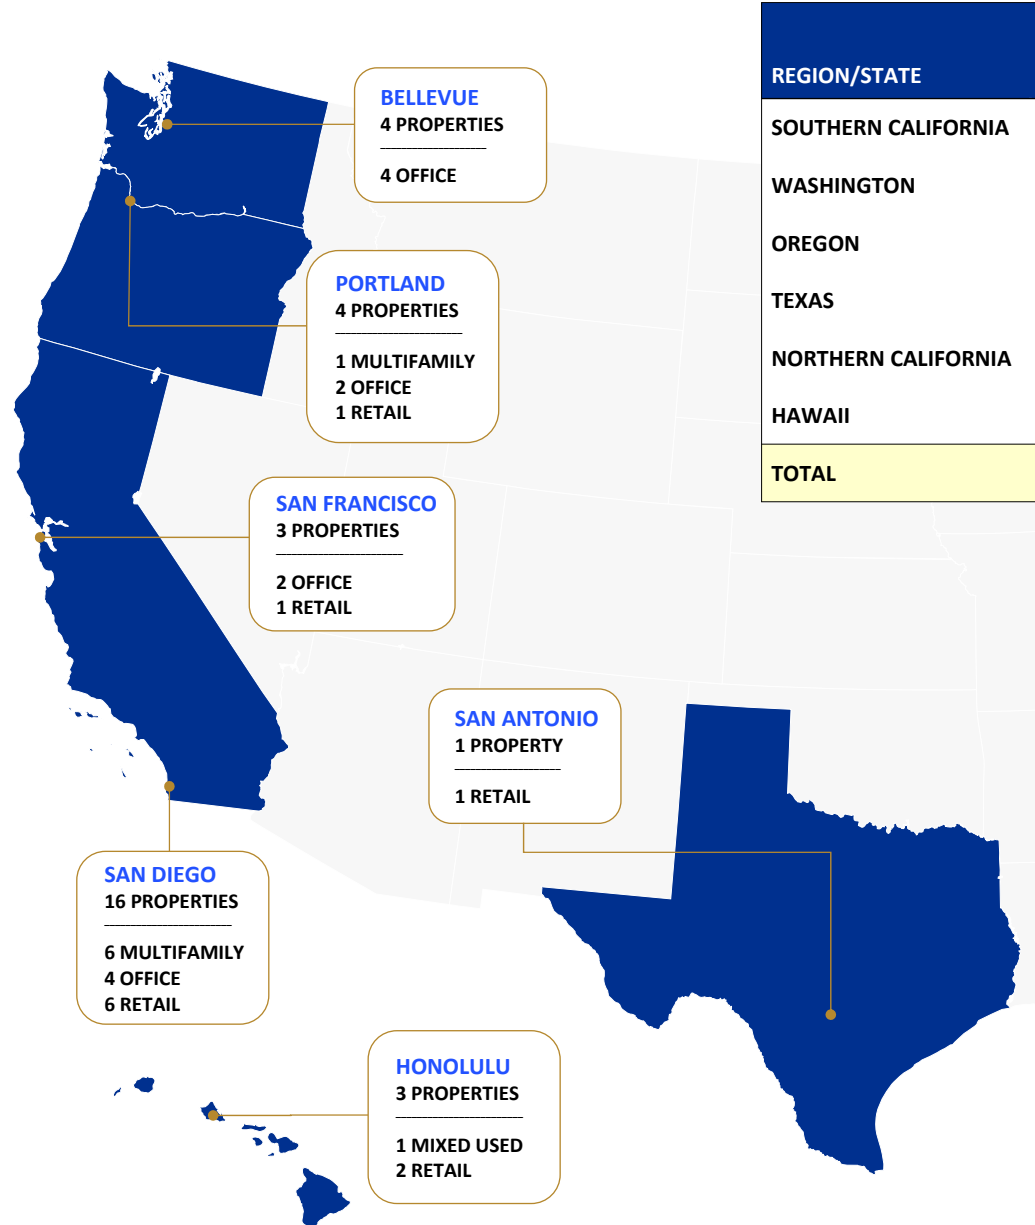 REGION/STATE
SOUTHERN CALIFORNIA
WASHINGTON
OREGON
TEXAS
NORTHERN CALIFORNIA
HAWAII
TOTAL
BELLEVUE
4 PROPERTIES
4 OFFICE
PORTLAND
4 PROPERTIES
1 MULTIFAMILY
2 OFFICE
1 RETAIL
SAN FRANCISCO
3 PROPERTIES
2 OFFICE
1 RETAIL
SAN ANTONIO
1 PROPERTY
1 RETAIL
SAN DIEGO
16 PROPERTIES
6 MULTIFAMILY
4 OFFICE
6 RETAIL
HONOLULU
3 PROPERTIES
1 MIXED USED
2 RETAIL